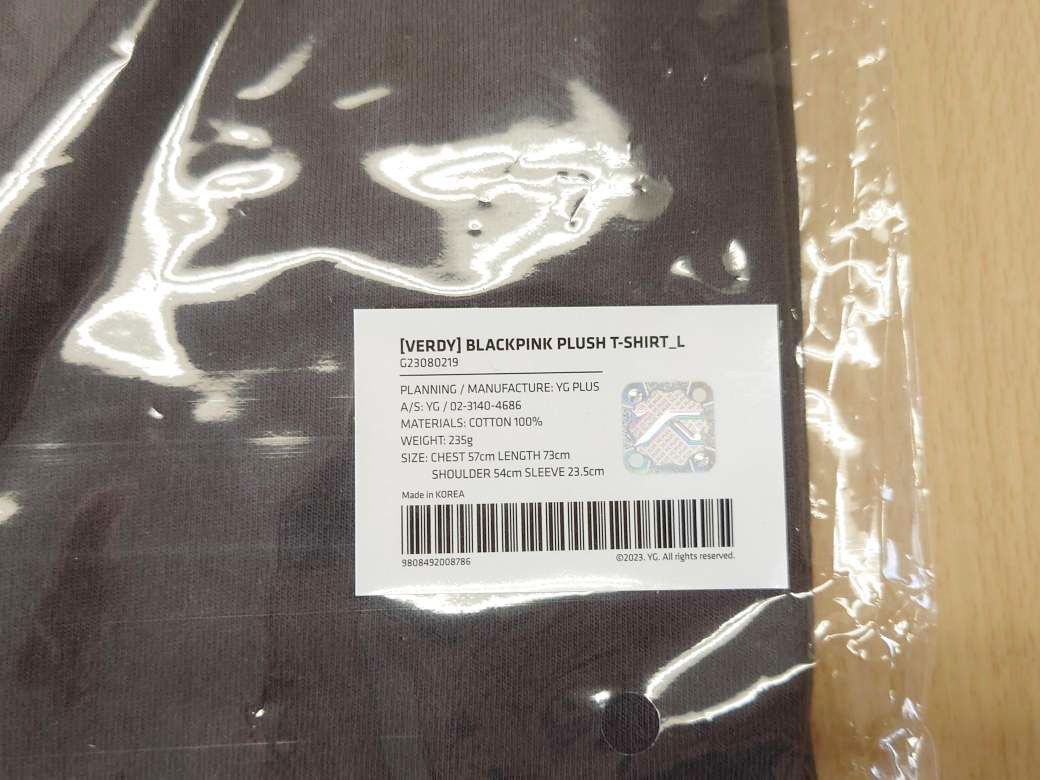 [VERDY] BLACKPINK PLUSH T-SHIRT_L
G23080219
PLANNING / MANUFACTURE: YG PLUS
A/S: YG / 02-3140-4686
MATERIALS: COTTON 100%
WEIGHT: 235g
SIZE: CHEST 57cm LENGTH 73cm
SHOULDER 54cm SLEEVE 23.5cm
Made in KOREA
9808492008786
©2023. YG. All rights reserved.